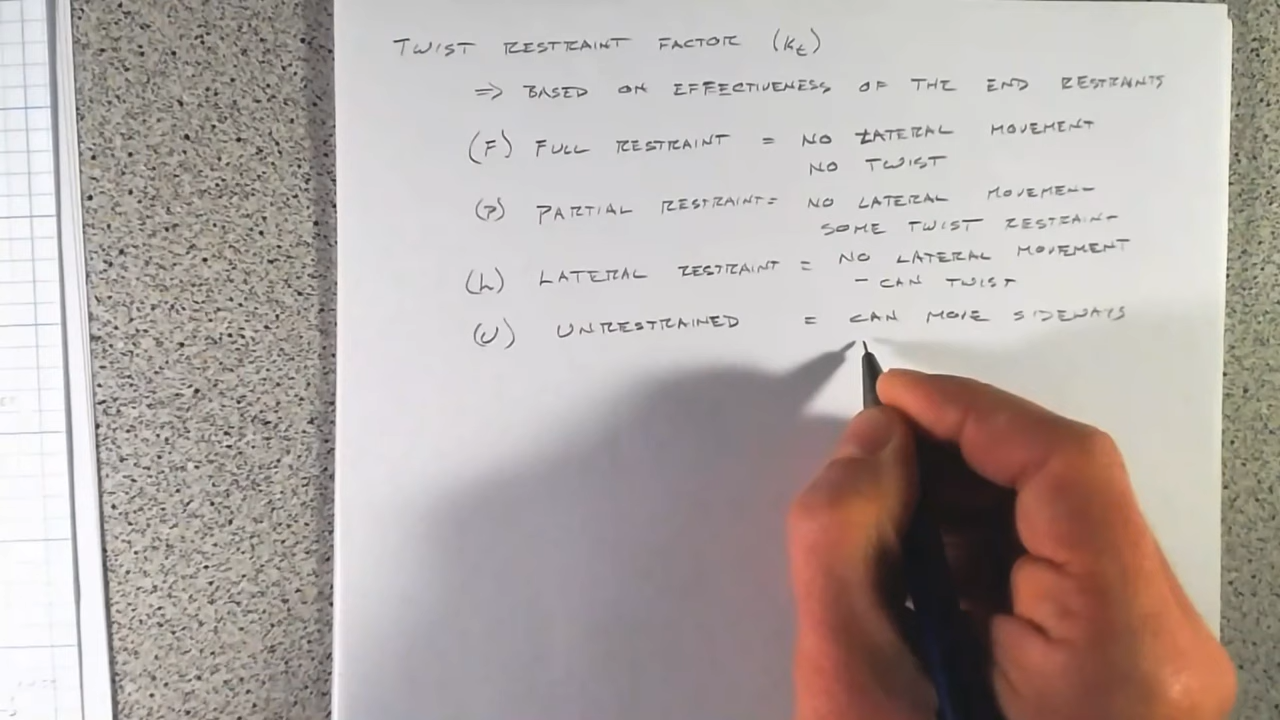 TWIST RESTRAINT FACTOR (Kt)
⇒ BASED ON EFFECTIVENESS OF THE END RESTRAINTS
(F) FULL RESTRAINT = NO LATERAL MOVEMENT
NO TWIST
(P) PARTIAL RESTRAINT = NO LATERAL MOVEMENT
SOME TWIST RESTRAINT
(L) LATERAL RESTRAINT = NO LATERAL MOVEMENT
- CAN TWIST
(U) UNRESTRAINED = CAN MOVE SIDEWAYS